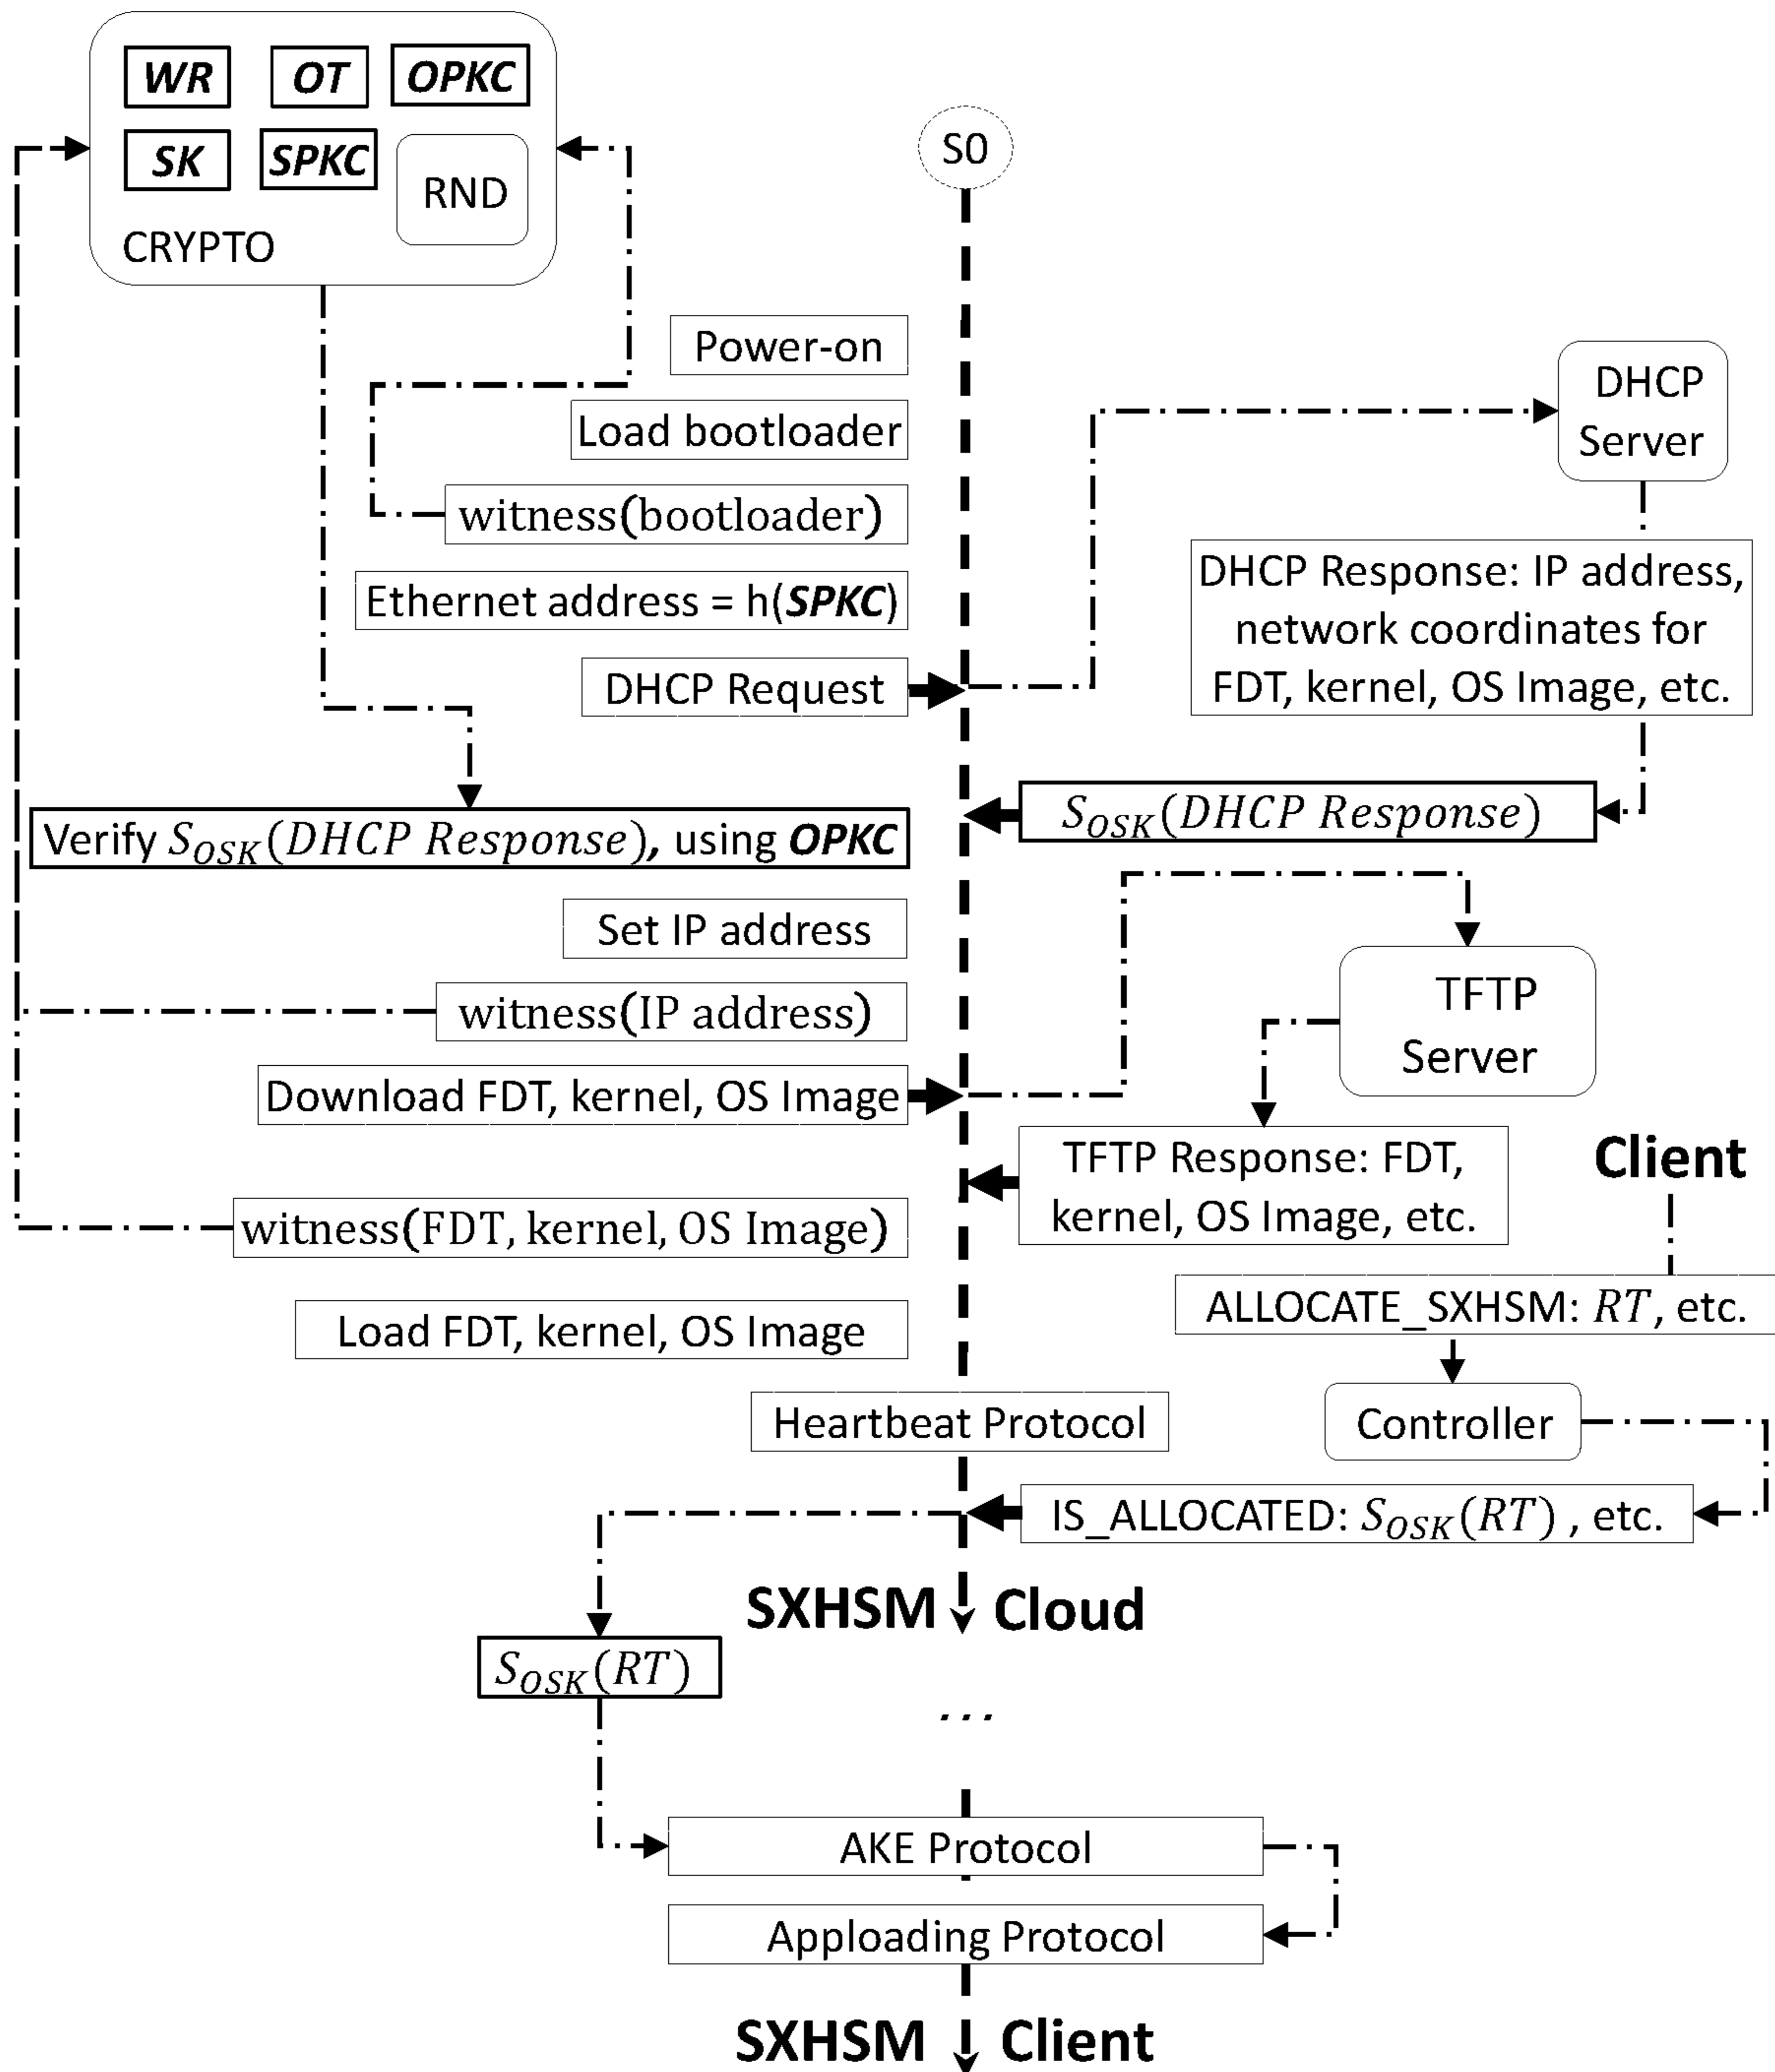 WR OT OPKC
SK SPKC RND
CRYPTO
S0
Power-on
Load bootloader
witness(bootloader)
Ethernet address = h(SPKC)
DHCP Request
DHCP
Server
DHCP Response: IP address,
network coordinates for
FDT, kernel, OS Image, etc.
S_OSK(DHCP Response)
Verify S_OSK(DHCP Response), using OPKC
Set IP address
witness(IP address)
TFTP
Server
Download FDT, kernel, OS Image
TFTP Response: FDT,
kernel, OS Image, etc.
Client
witness(FDT, kernel, OS Image)
ALLOCATE_SXHSM: RT, etc.
Load FDT, kernel, OS Image
Heartbeat Protocol
Controller
IS_ALLOCATED: S_OSK(RT) , etc.
SXHSM Cloud
S_OSK(RT)
...
AKE Protocol
Apploading Protocol
SXHSM Client